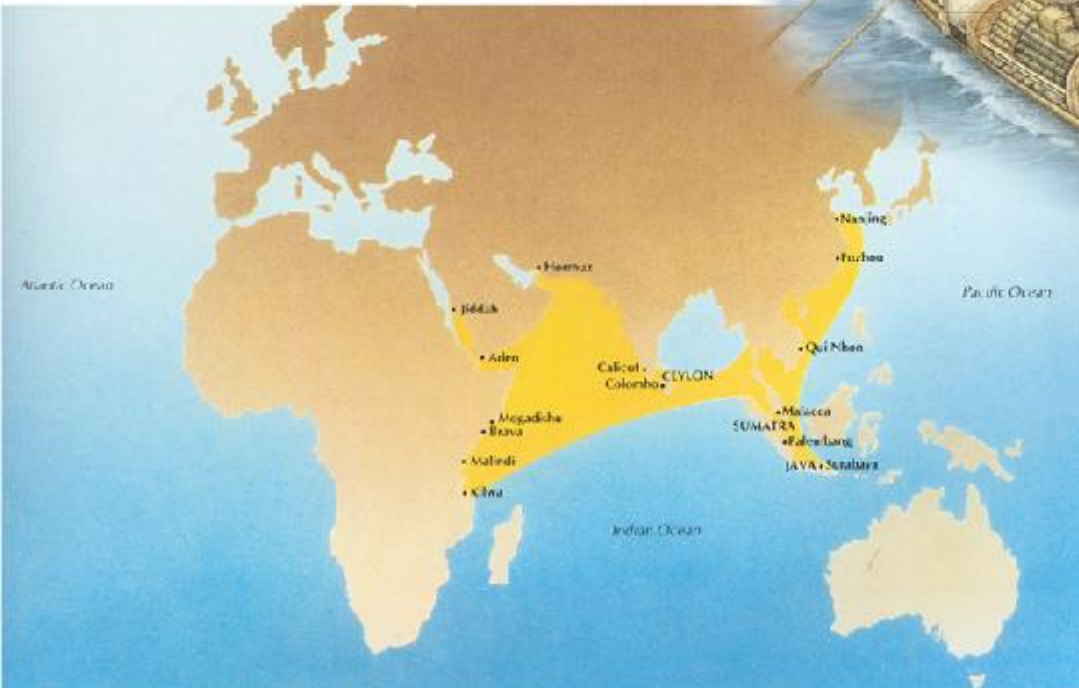 Nanjing
Fuzhou
Hormuz
Atlantic Ocean
Pacific Ocean
Jiddah
Qui Nhon
Aden
Calicut
CEYLON
Colombo
Malacca
Mogadishu
SUMATRA
Brava
Palembang
Malindi
JAVA
Surabaya
Kilwa
Indian Ocean